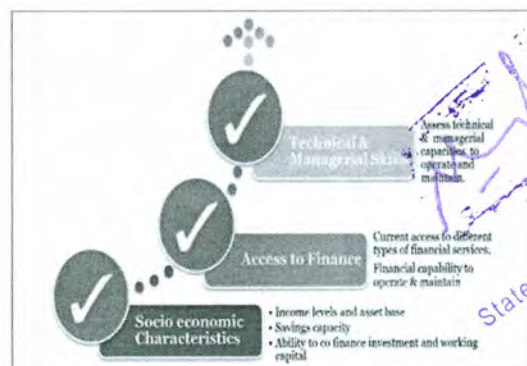 Technical &
Managerial
Assess technical
& managerial
capacities to
operate and
maintain.
Access to Finance
Current access to different
types of financial services.
Financial capability to
operate & maintain
Socio economic
Characteristics
• Income levels and asset base
• Savings capacity
• Ability to co finance investment and working
capital
State